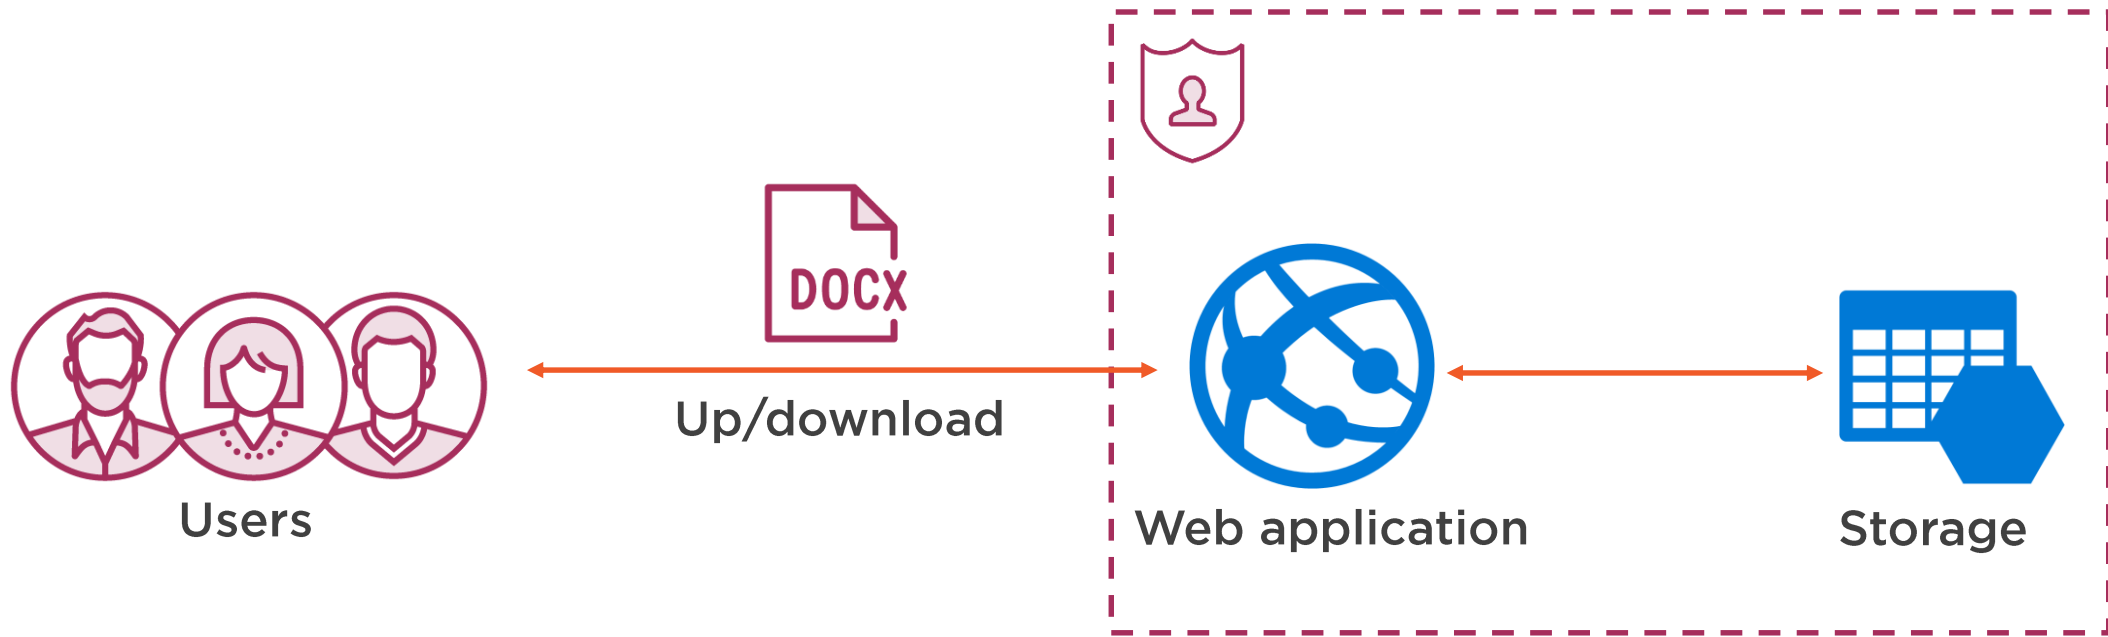 DOCX
Up/download
Users
Web application
Storage